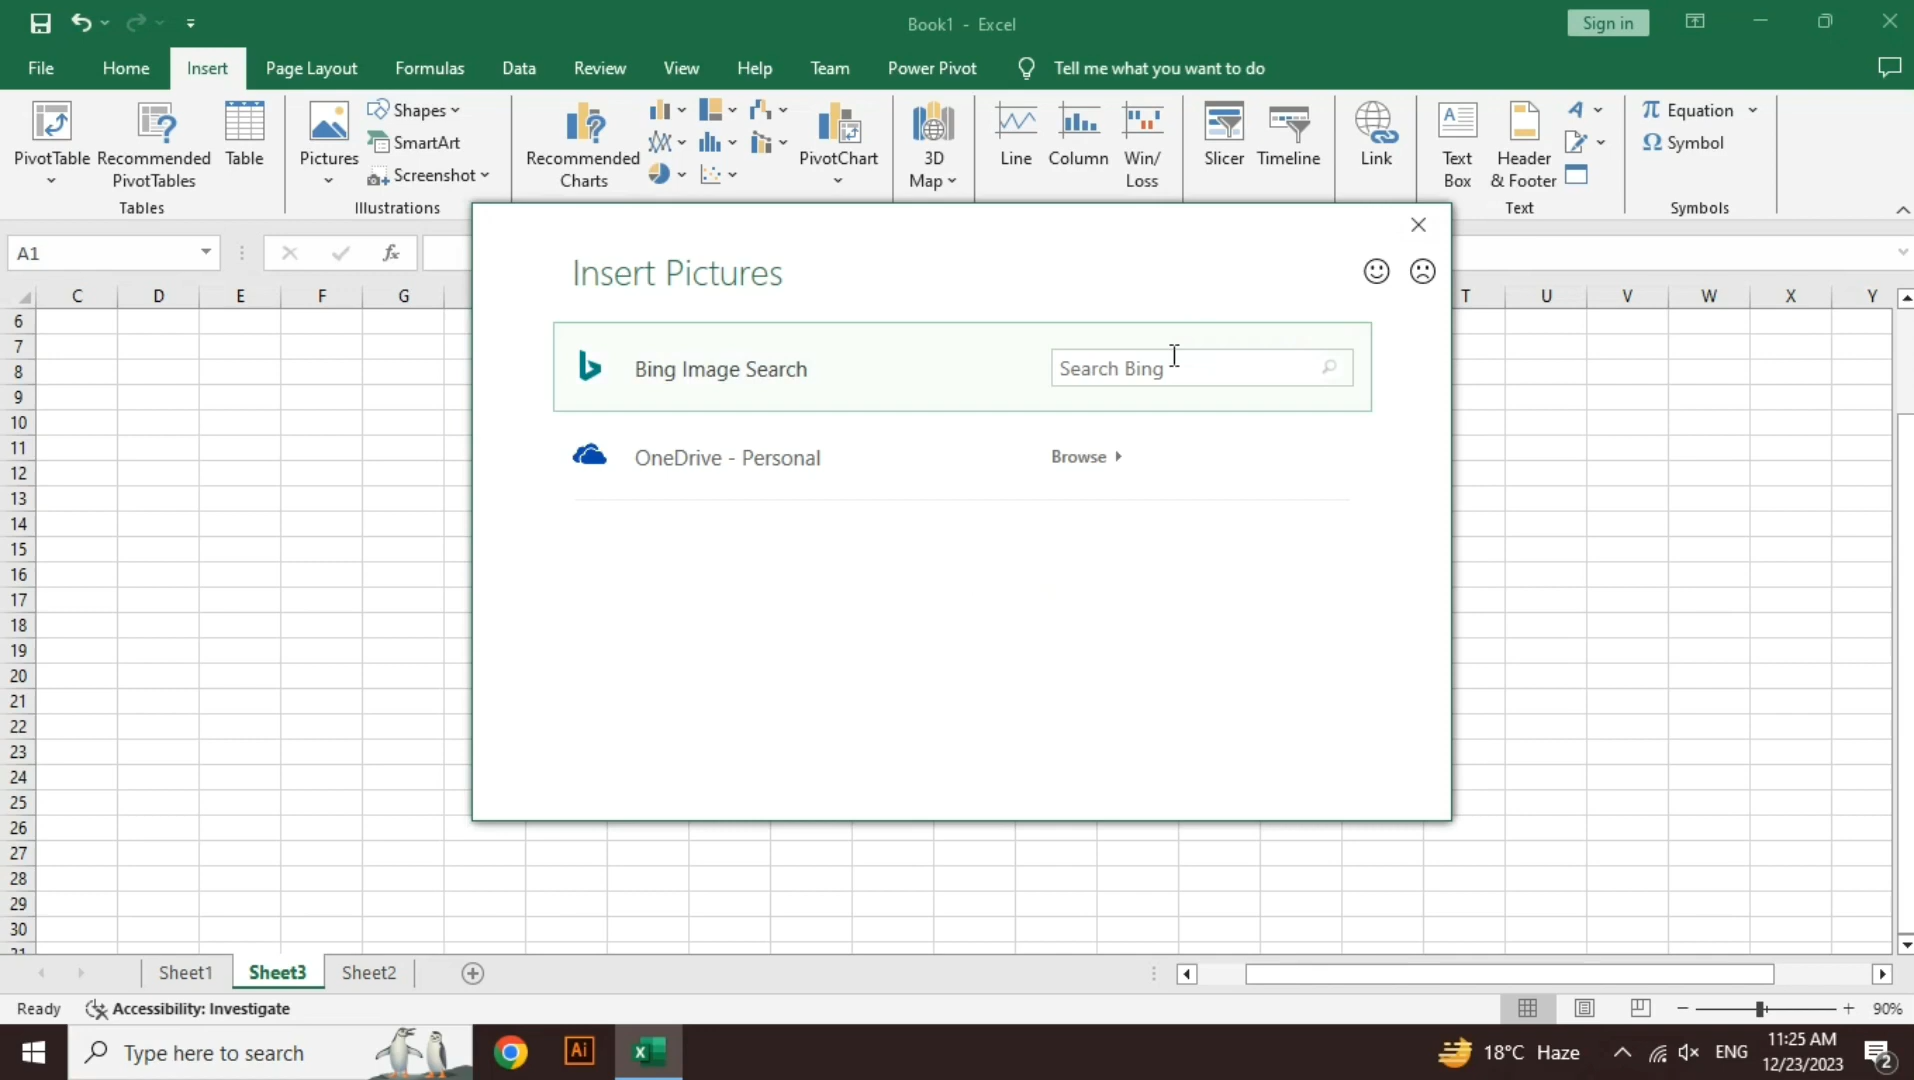 Book1 - Excel
Sign in
File Home Insert Page Layout Formulas Data Review View Help Team Power Pivot Tell me what you want to do
PivotTable
Recommended
PivotTables
Table
Tables
Pictures
Shapes
SmartArt
Screenshot
Illustrations
Recommended
Charts
PivotChart
3D
Map
Line
Column
Win/
Loss
Slicer
Timeline
Link
Text
Box
Header
& Footer
Text
Equation
Symbol
Symbols
A1
fx
C D E F G T U V W X Y
6
7
8
9
10
11
12
13
14
15
16
17
18
19
20
21
22
23
24
25
26
27
28
29
30
31
Insert Pictures
Bing Image Search
Search Bing
OneDrive - Personal
Browse
Sheet1 Sheet3 Sheet2
Ready
Accessibility: Investigate
90%
Type here to search
Ai
18°C Haze
ENG
11:25 AM
12/23/2023
2